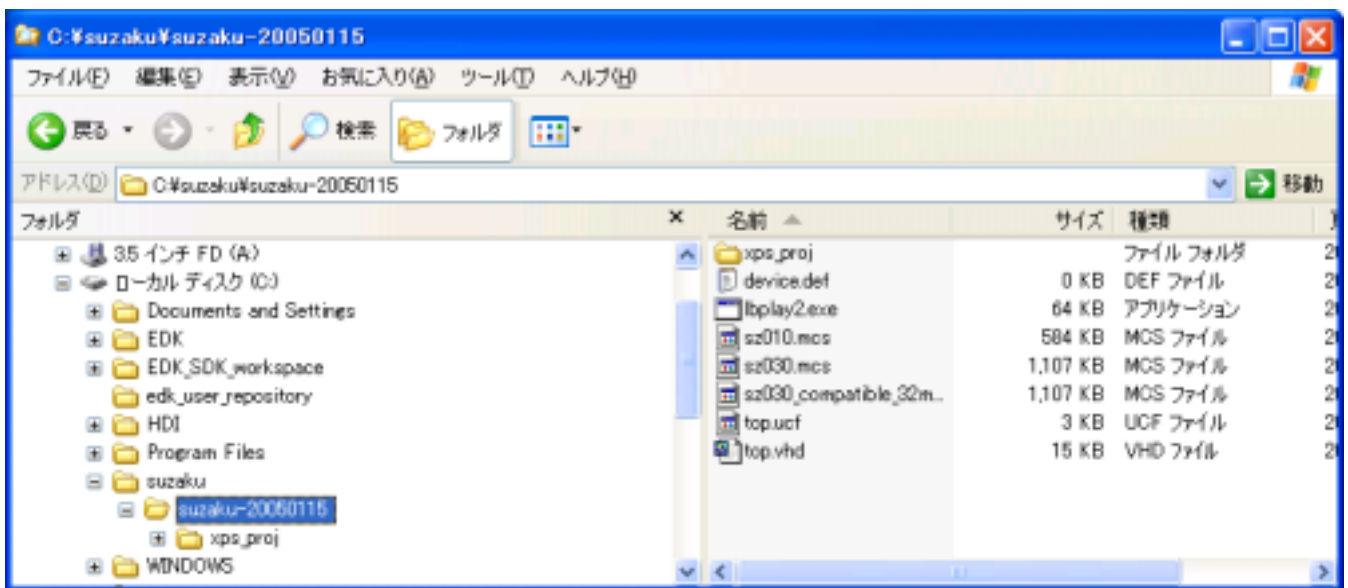 C:¥suzaku¥suzaku-20050115
ファイル(F) 編集(E) 表示(V) お気に入り(A) ツール(T) ヘルプ(H)
戻る 検索 フォルダ
アドレス(D) C:¥suzaku¥suzaku-20050115 移動
フォルダ × 名前 サイズ 種類
3.5 インチ FD (A:)
ローカル ディスク (C:)
Documents and Settings
EDK
EDK_SDK_workspace
edk_user_repository
HDI
Program Files
suzaku
suzaku-20050115
xps_proj
WINDOWS
xps_proj ファイル フォルダ
device.def 0 KB DEF ファイル
lbplay2.exe 64 KB アプリケーション
sz010.mcs 584 KB MCS ファイル
sz030.mcs 1,107 KB MCS ファイル
sz030_compatible_32m... 1,107 KB MCS ファイル
top.ucf 3 KB UCF ファイル
top.vhd 15 KB VHD ファイル